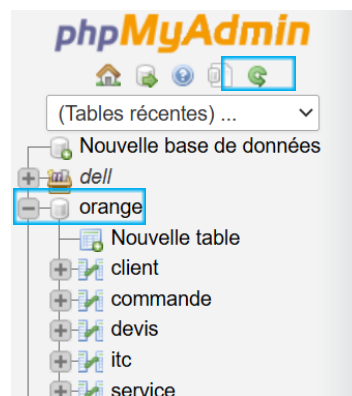 phpMyAdmin
(Tables récentes) ...
Nouvelle base de données
dell
orange
Nouvelle table
client
commande
devis
itc
service